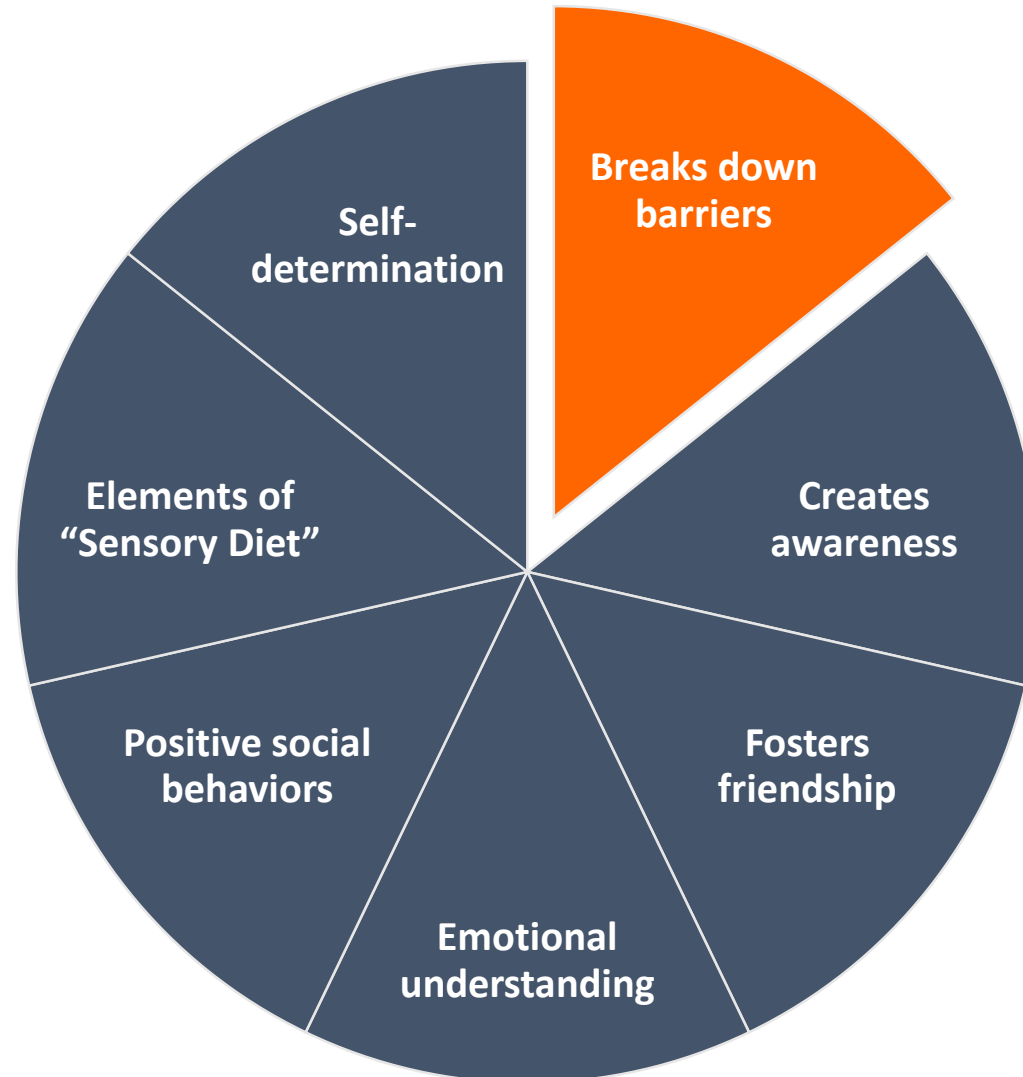 Breaks down
barriers
Creates
awareness
Fosters
friendship
Emotional
understanding
Positive social
behaviors
Elements of
“Sensory Diet”
Self-
determination